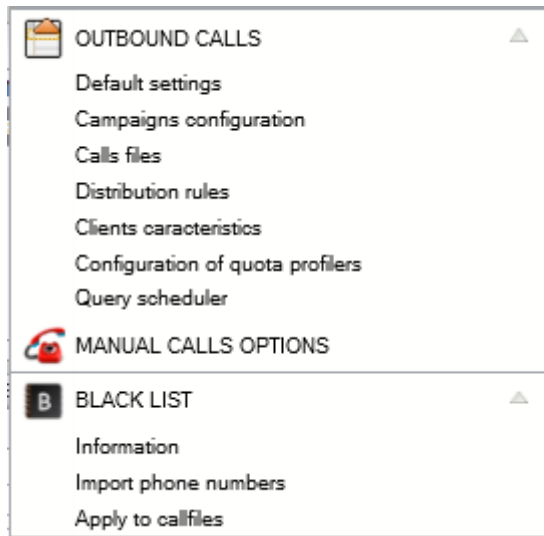 OUTBOUND CALLS
Default settings
Campaigns configuration
Calls files
Distribution rules
Clients caracteristics
Configuration of quota profilers
Query scheduler
MANUAL CALLS OPTIONS
B BLACK LIST
Information
Import phone numbers
Apply to callfiles